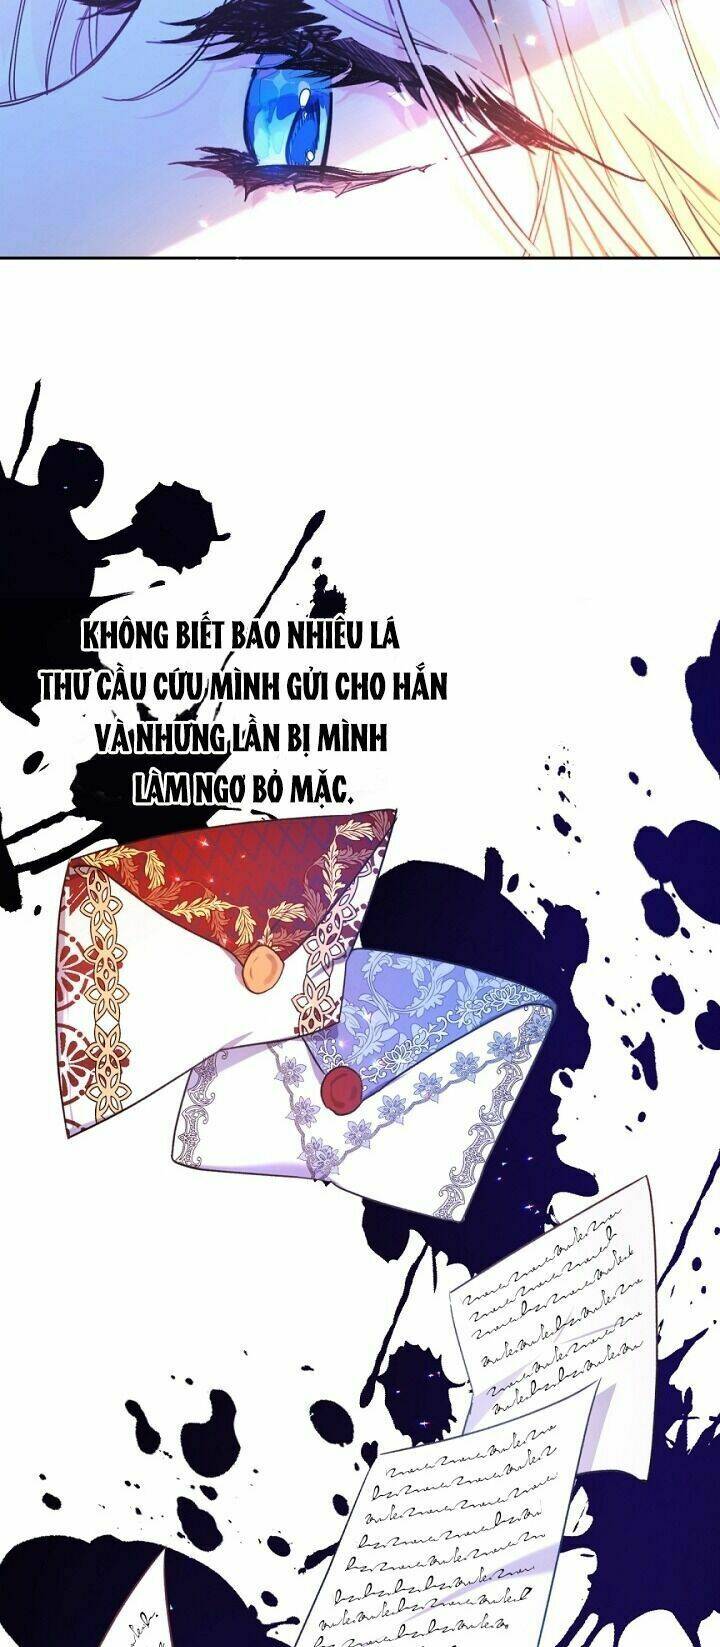 KHÔNG BIẾT BAO NHIÊU LÁ
THƯ CẦU CỨU MÌNH GỬI CHO HẮN
VÀ NHƯNG LẦN BỊ MÌNH
LÀM NGƠ BỎ MẶC.